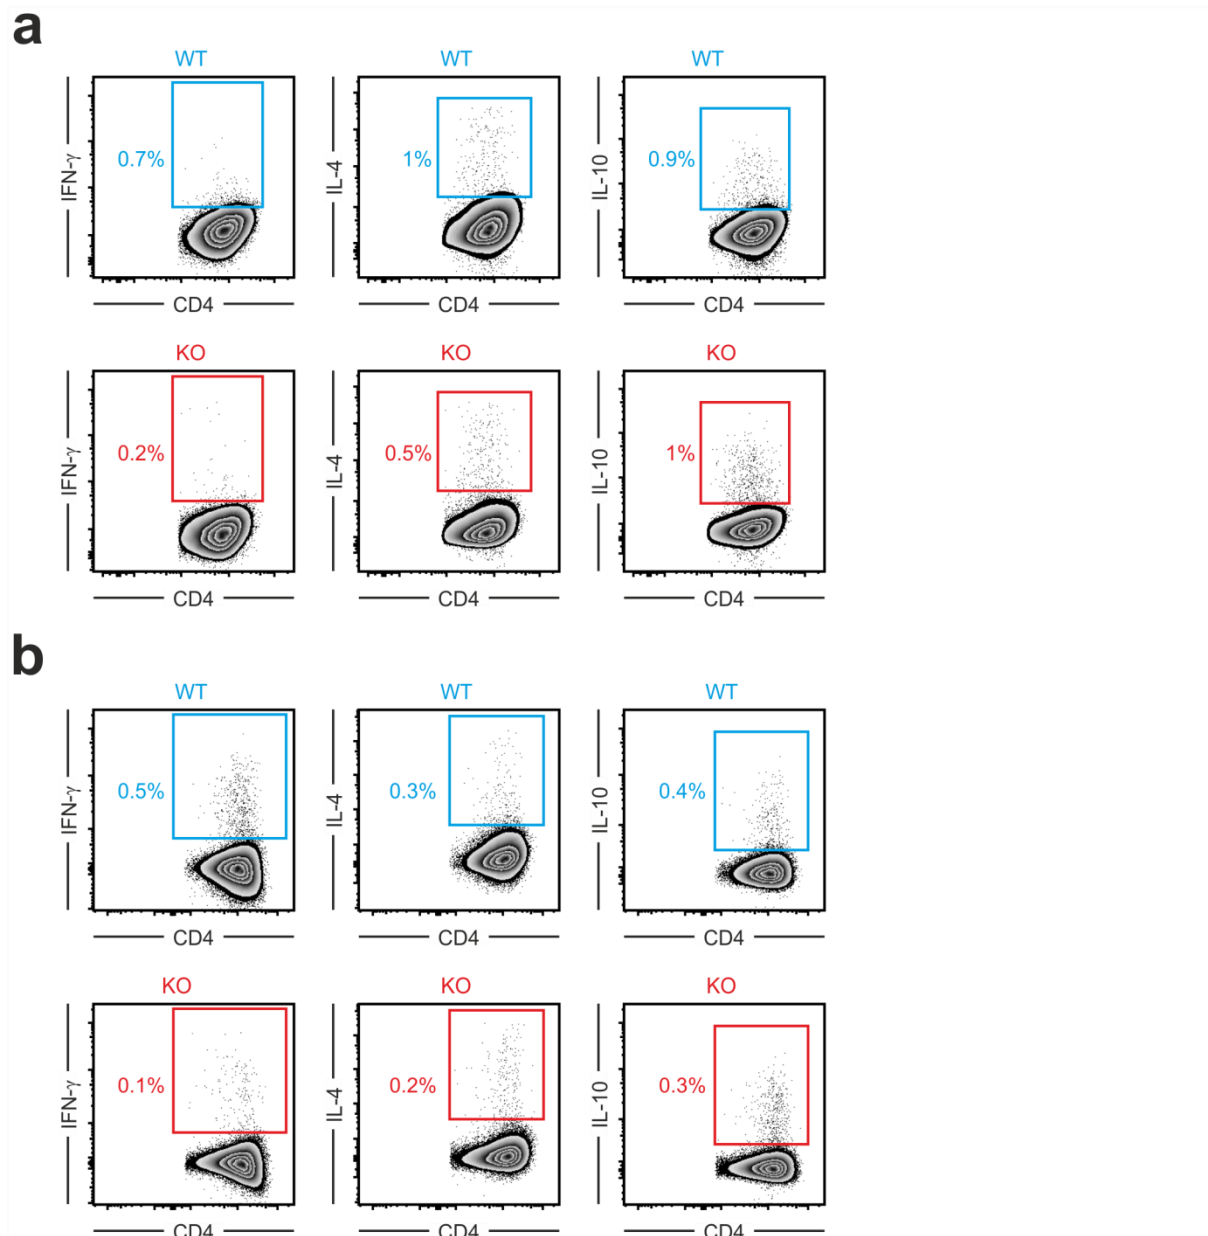 a
WT
WT
WT
IFN-γ
0.7%
IL-4
1%
IL-10
0.9%
CD4
CD4
CD4
KO
KO
KO
IFN-γ
0.2%
IL-4
0.5%
IL-10
1%
CD4
CD4
CD4
b
WT
WT
WT
IFN-γ
0.5%
IL-4
0.3%
IL-10
0.4%
CD4
CD4
CD4
KO
KO
KO
IFN-γ
0.1%
IL-4
0.2%
IL-10
0.3%
CD4
CD4
CD4